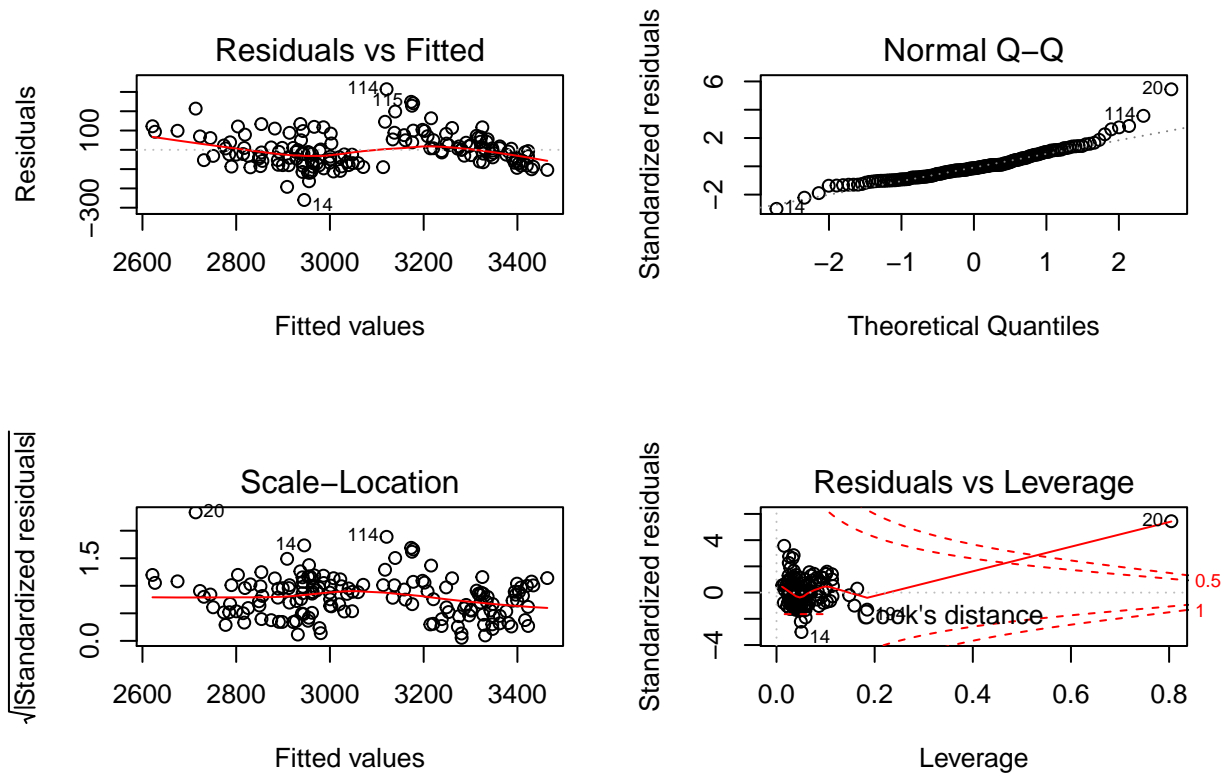 Residuals vs Fitted
Residuals
100
−300
114
115
14
2600 2800 3000 3200 3400
Fitted values
Normal Q−Q
Standardized residuals
6
2
−2
20
114
14
−2 −1 0 1 2
Theoretical Quantiles
Scale−Location
√|Standardized residuals|
1.5
0.0
20
14
114
2600 2800 3000 3200 3400
Fitted values
Residuals vs Leverage
Standardized residuals
4
0
−4
20
0.5
1
Cook's distance
14
0.0 0.2 0.4 0.6 0.8
Leverage